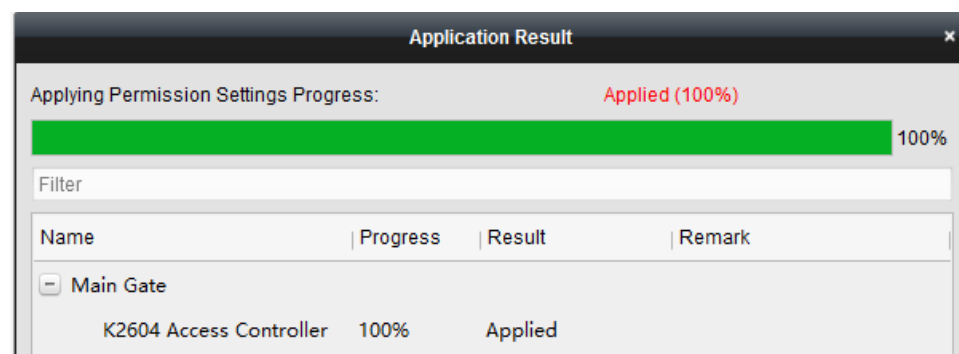 Application Result ×
Applying Permission Settings Progress: Applied (100%)
100%
Filter
Name Progress Result Remark
Main Gate
K2604 Access Controller 100% Applied